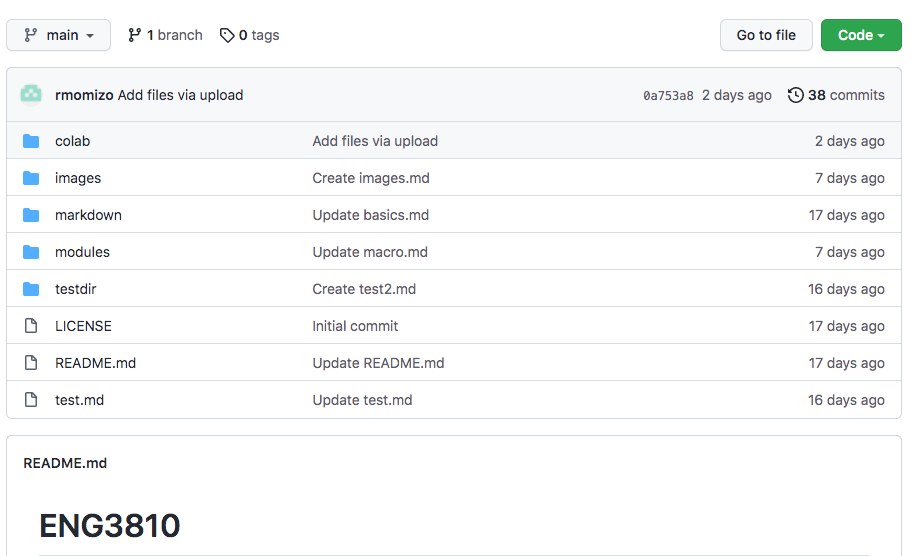 main 1 branch 0 tags Go to file Code
rmomizo Add files via upload 0a753a8 2 days ago 38 commits
colab Add files via upload 2 days ago
images Create images.md 7 days ago
markdown Update basics.md 17 days ago
modules Update macro.md 7 days ago
testdir Create test2.md 16 days ago
LICENSE Initial commit 17 days ago
README.md Update README.md 17 days ago
test.md Update test.md 16 days ago
README.md
ENG3810